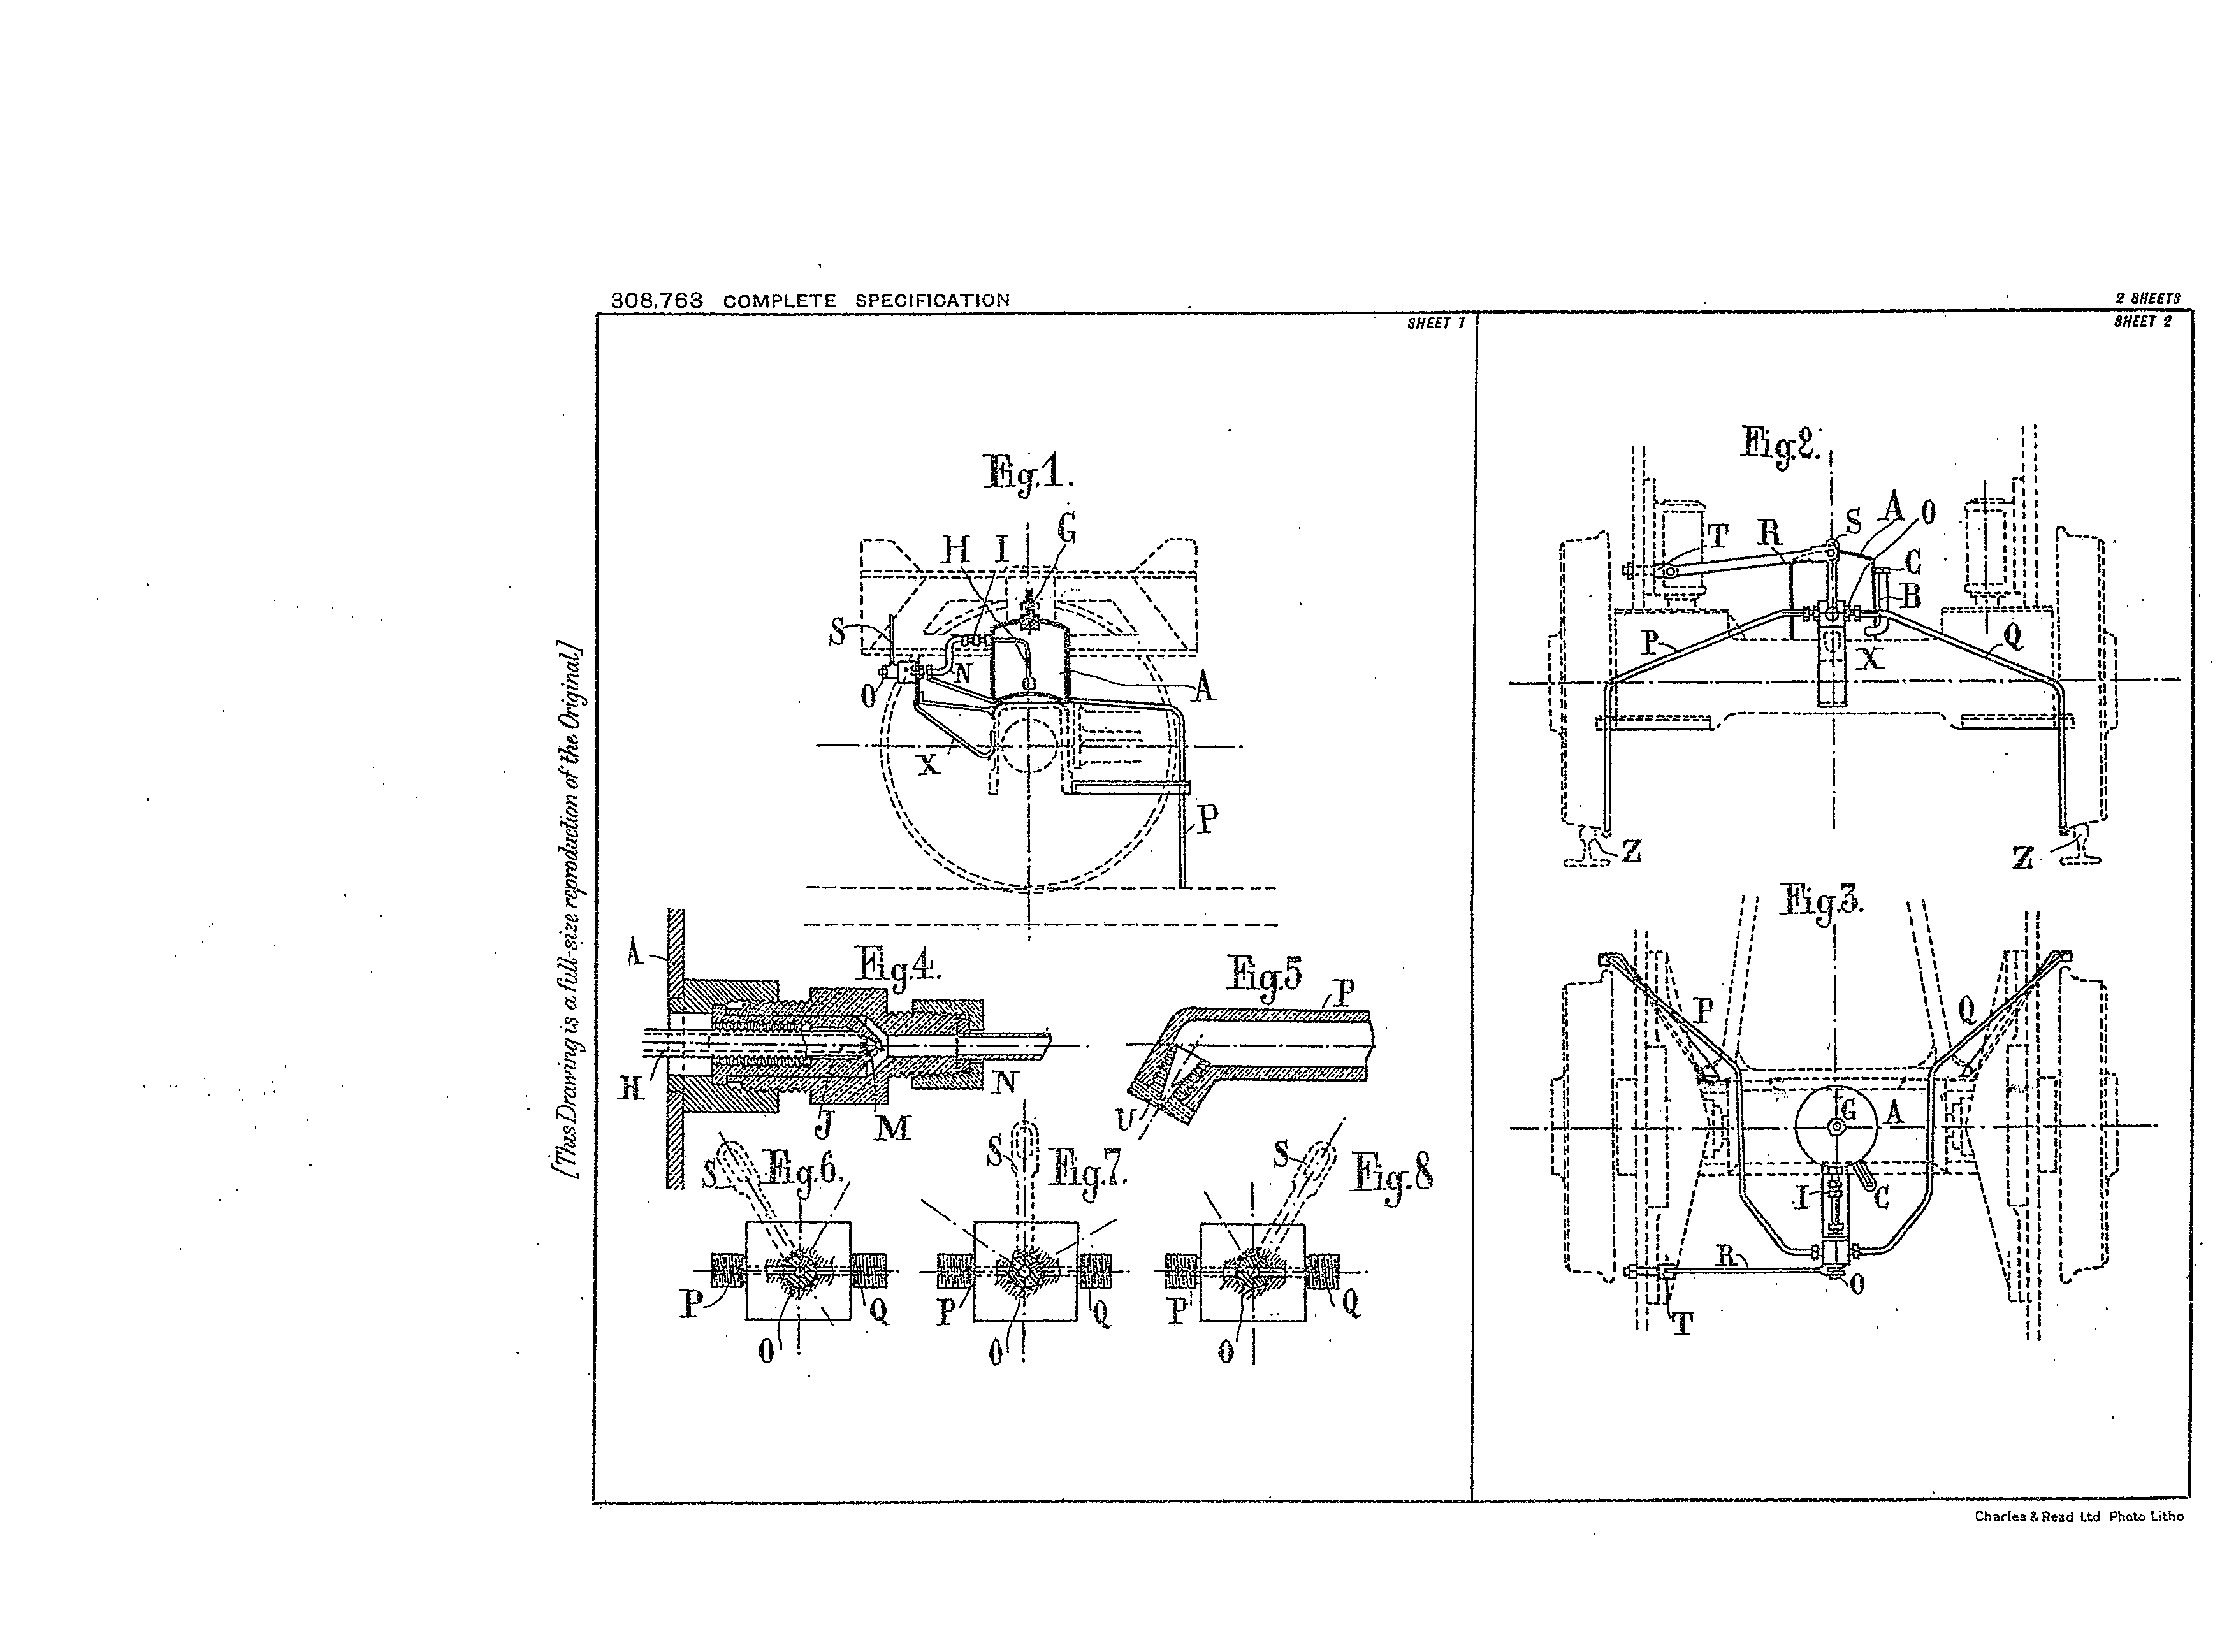 308,763 COMPLETE SPECIFICATION
2 SHEETS
SHEET 1
SHEET 2
[This Drawing is a full-size reproduction of the Original]
Fig.1.
G
H I
S
N
O
A
X
P
Fig.2.
S A O
T R
C
B
P
X
Q
Z
Z
Fig.3.
P
Q
G A
I
C
R
O
T
Fig.4.
A
H
N
J M
Fig.5
P
U
Fig.6.
S
P
Q
O
Fig.7.
S
P
Q
O
Fig.8
S
P
Q
O
Charles & Read Ltd Photo Litho